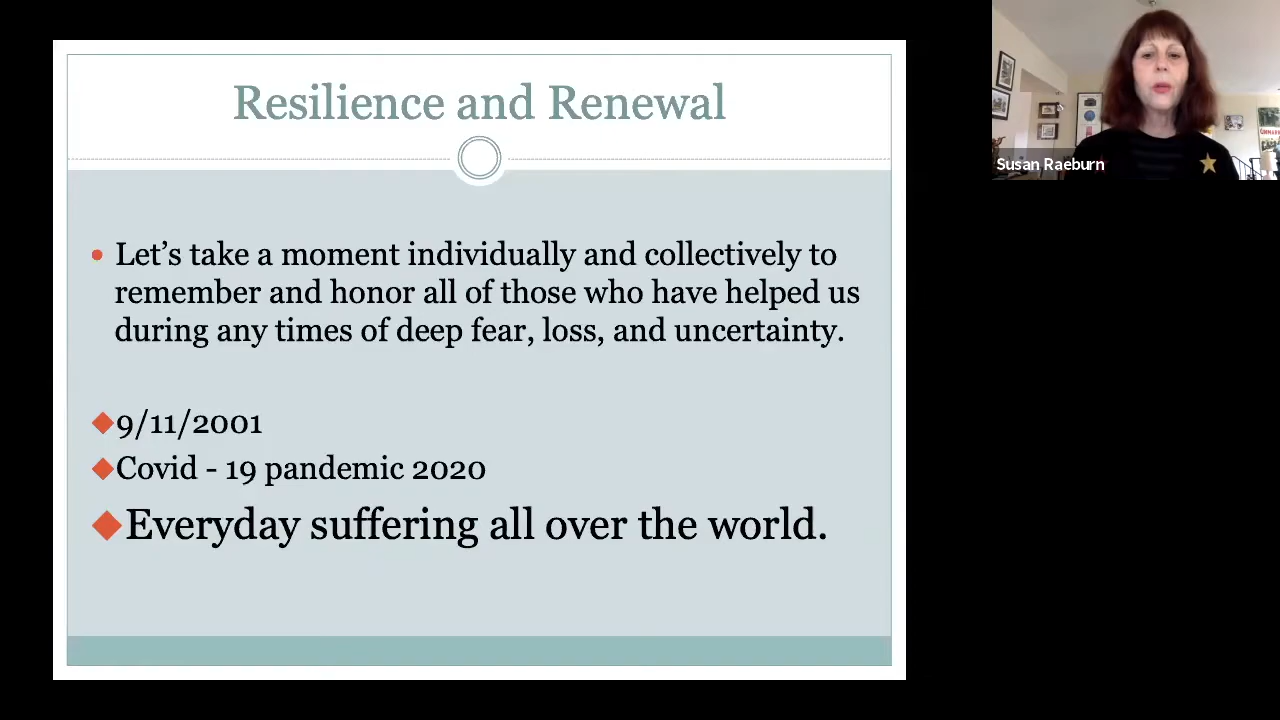 Resilience and Renewal
Susan Raeburn
• Let's take a moment individually and collectively to
remember and honor all of those who have helped us
during any times of deep fear, loss, and uncertainty.
◆9/11/2001
◆Covid - 19 pandemic 2020
◆Everyday suffering all over the world.